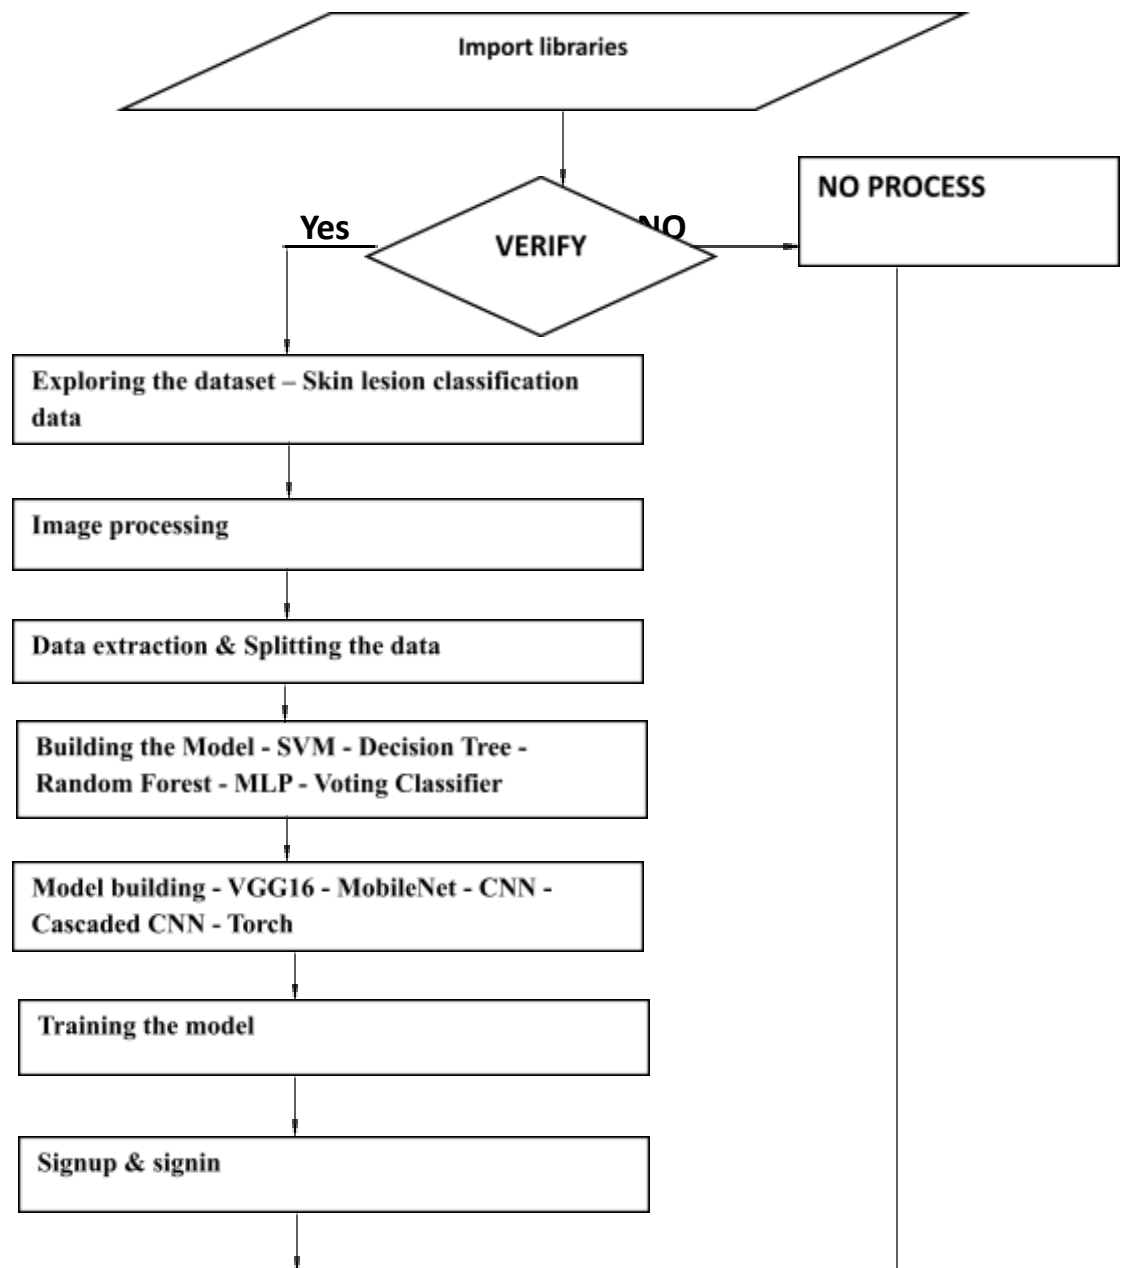 Import libraries
NO PROCESS
Yes
NO
VERIFY
Exploring the dataset – Skin lesion classification
data
Image processing
Data extraction & Splitting the data
Building the Model - SVM - Decision Tree -
Random Forest - MLP - Voting Classifier
Model building - VGG16 - MobileNet - CNN -
Cascaded CNN - Torch
Training the model
Signup & signin